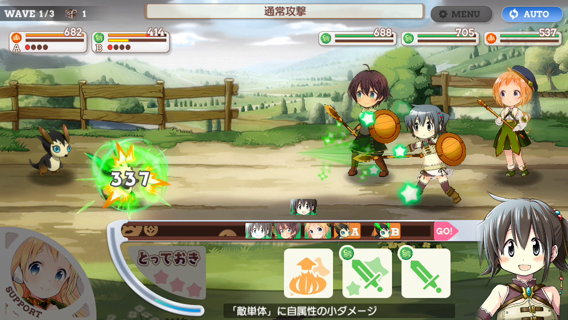 WAVE 1/3 1
通常攻撃
MENU
AUTO
682
A
414
B
688
705
537
337
A B GO!
とっておき
SUPPORT
「敵単体」に自属性の小ダメージ